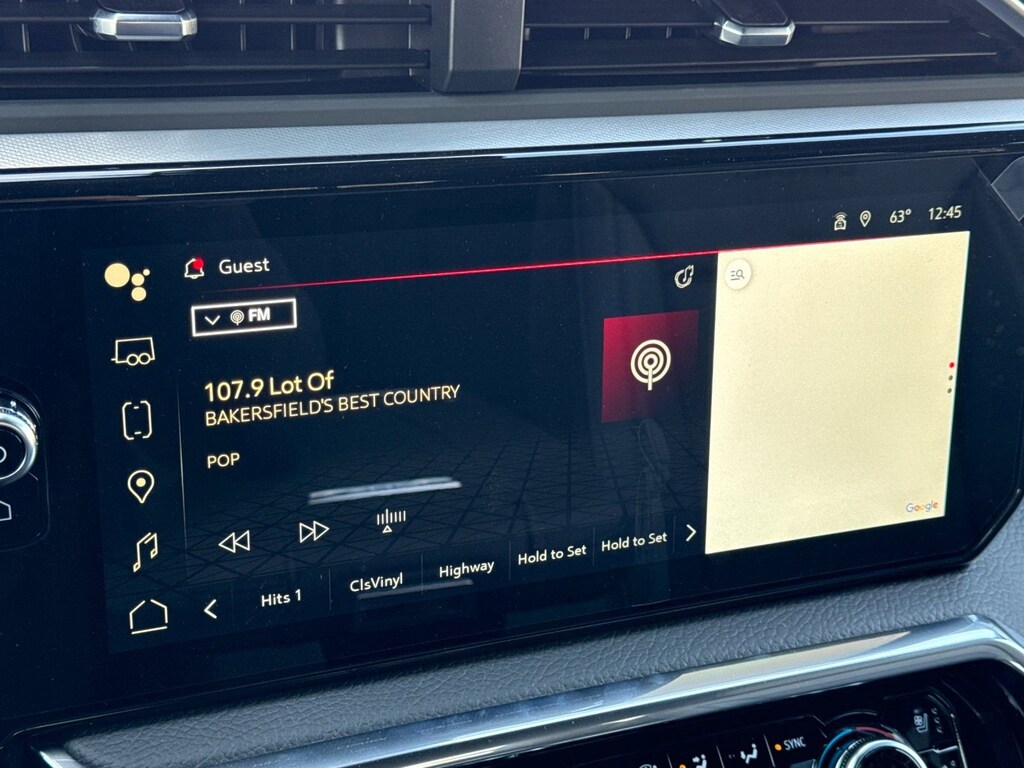 63° 12:45
Guest
FM
107.9 Lot Of
BAKERSFIELD'S BEST COUNTRY
POP
Hits 1 ClsVinyl Highway Hold to Set Hold to Set
Google
SYNC